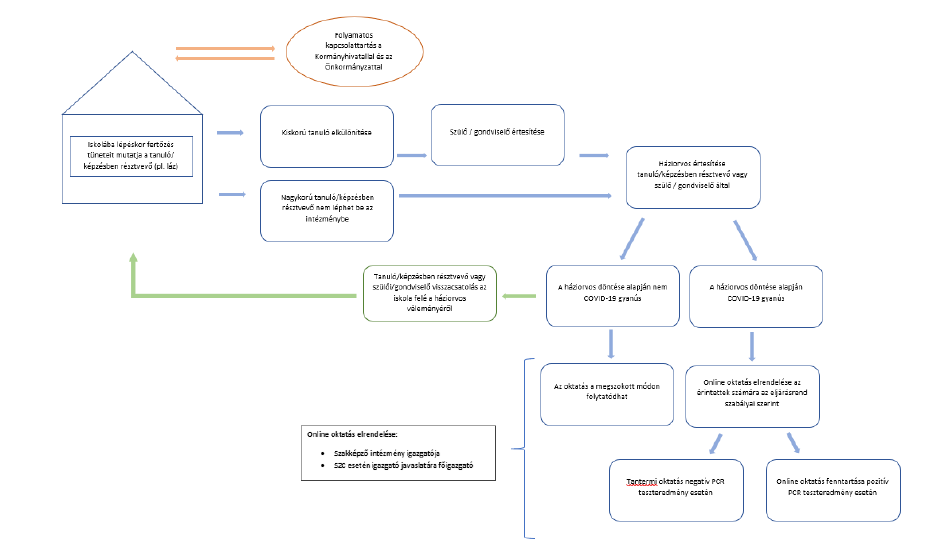 Folyamatos
kapcsolattartás a
Kormányhivatallal és az
Önkormányzattal
Iskolába lépéskor fertőzés
tüneteit mutatja a tanuló/
képzésben résztvevő (pl. láz)
Kiskorú tanuló elkülönítése
Szülő / gondviselő értesítése
Nagykorú tanuló/képzésben
résztvevő nem léphet be az
intézménybe
Háziorvos értesítése
tanuló/képzésben résztvevő vagy
szülő / gondviselő által
Tanuló/képzésben résztvevő vagy
szülői/gondviselő visszacsatolás az
iskola felé a háziorvos
véleményéről
A háziorvos döntése alapján nem
COVID-19 gyanús
A háziorvos döntése alapján
COVID-19 gyanús
Az oktatás a megszokott módon
folytatódhat
Online oktatás elrendelése az
érintettek számára az eljárásrend
szabályai szerint
Online oktatás elrendelése:
• Szakképző intézmény igazgatója
• SZC esetén igazgató javaslatára főigazgató
Tantermi oktatás negatív PCR
teszteredmény esetén
Online oktatás fenntartása pozitív
PCR teszteredmény esetén